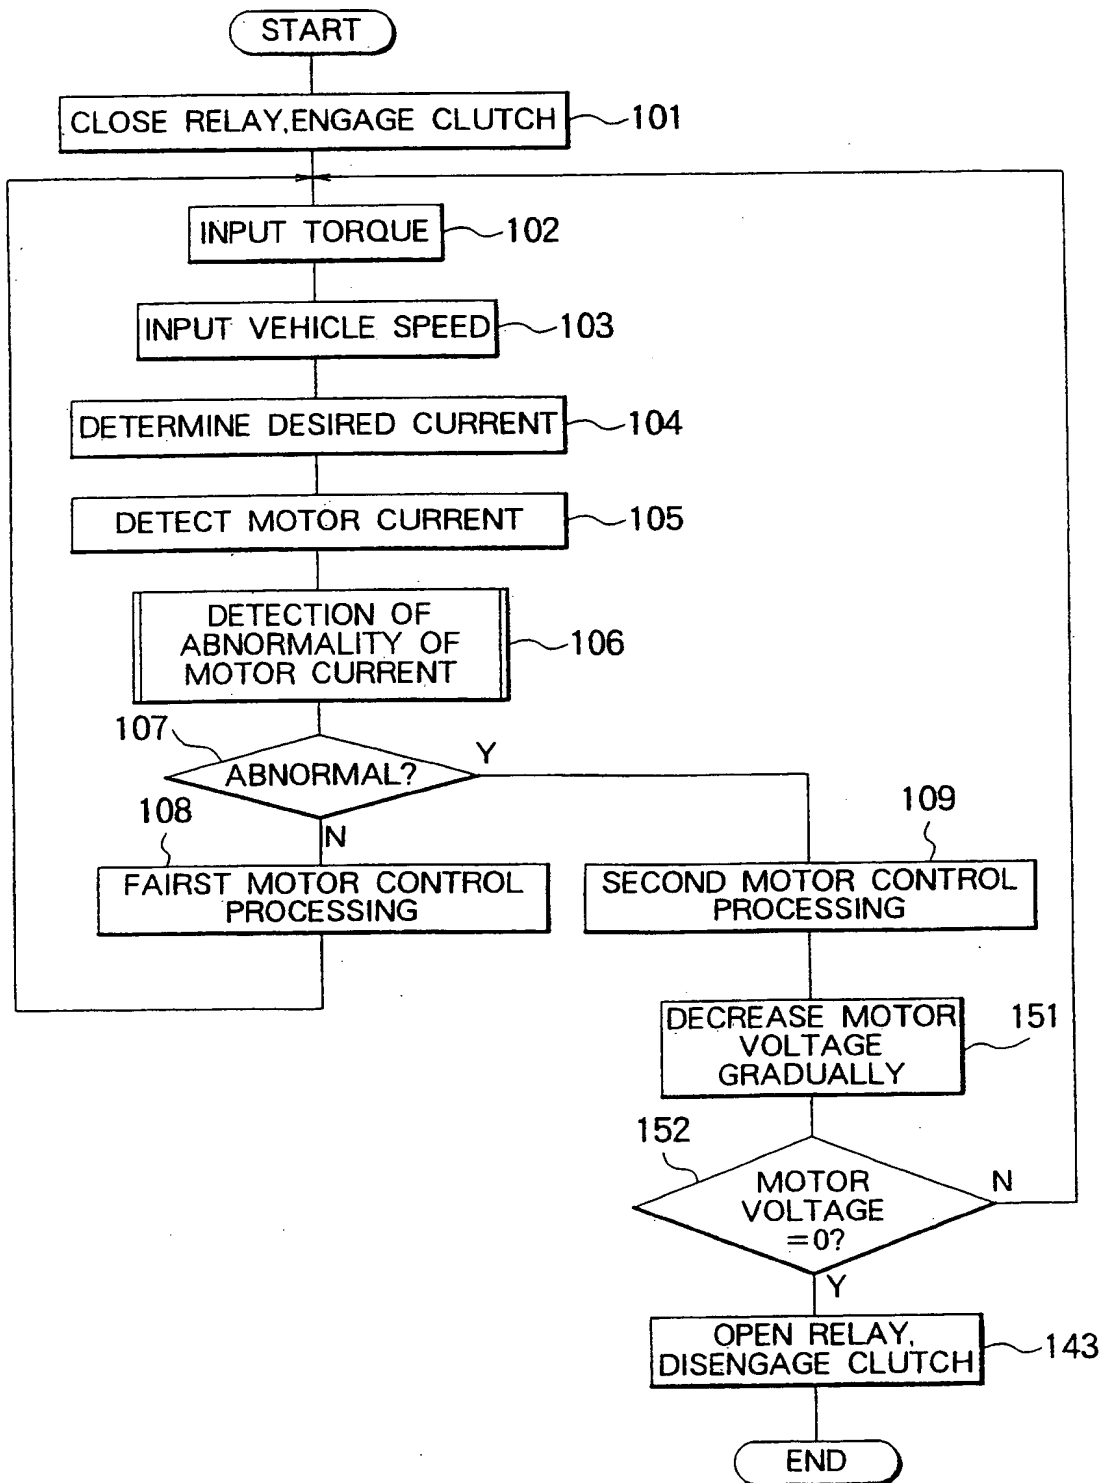 START
CLOSE RELAY,ENGAGE CLUTCH
101
INPUT TORQUE
102
INPUT VEHICLE SPEED
103
DETERMINE DESIRED CURRENT
104
DETECT MOTOR CURRENT
105
DETECTION OF
ABNORMALITY OF
MOTOR CURRENT
106
107
ABNORMAL?
Y
108
N
FAIRST MOTOR CONTROL
PROCESSING
109
SECOND MOTOR CONTROL
PROCESSING
DECREASE MOTOR
VOLTAGE
GRADUALLY
151
152
MOTOR
VOLTAGE
=0?
N
Y
OPEN RELAY,
DISENGAGE CLUTCH
143
END